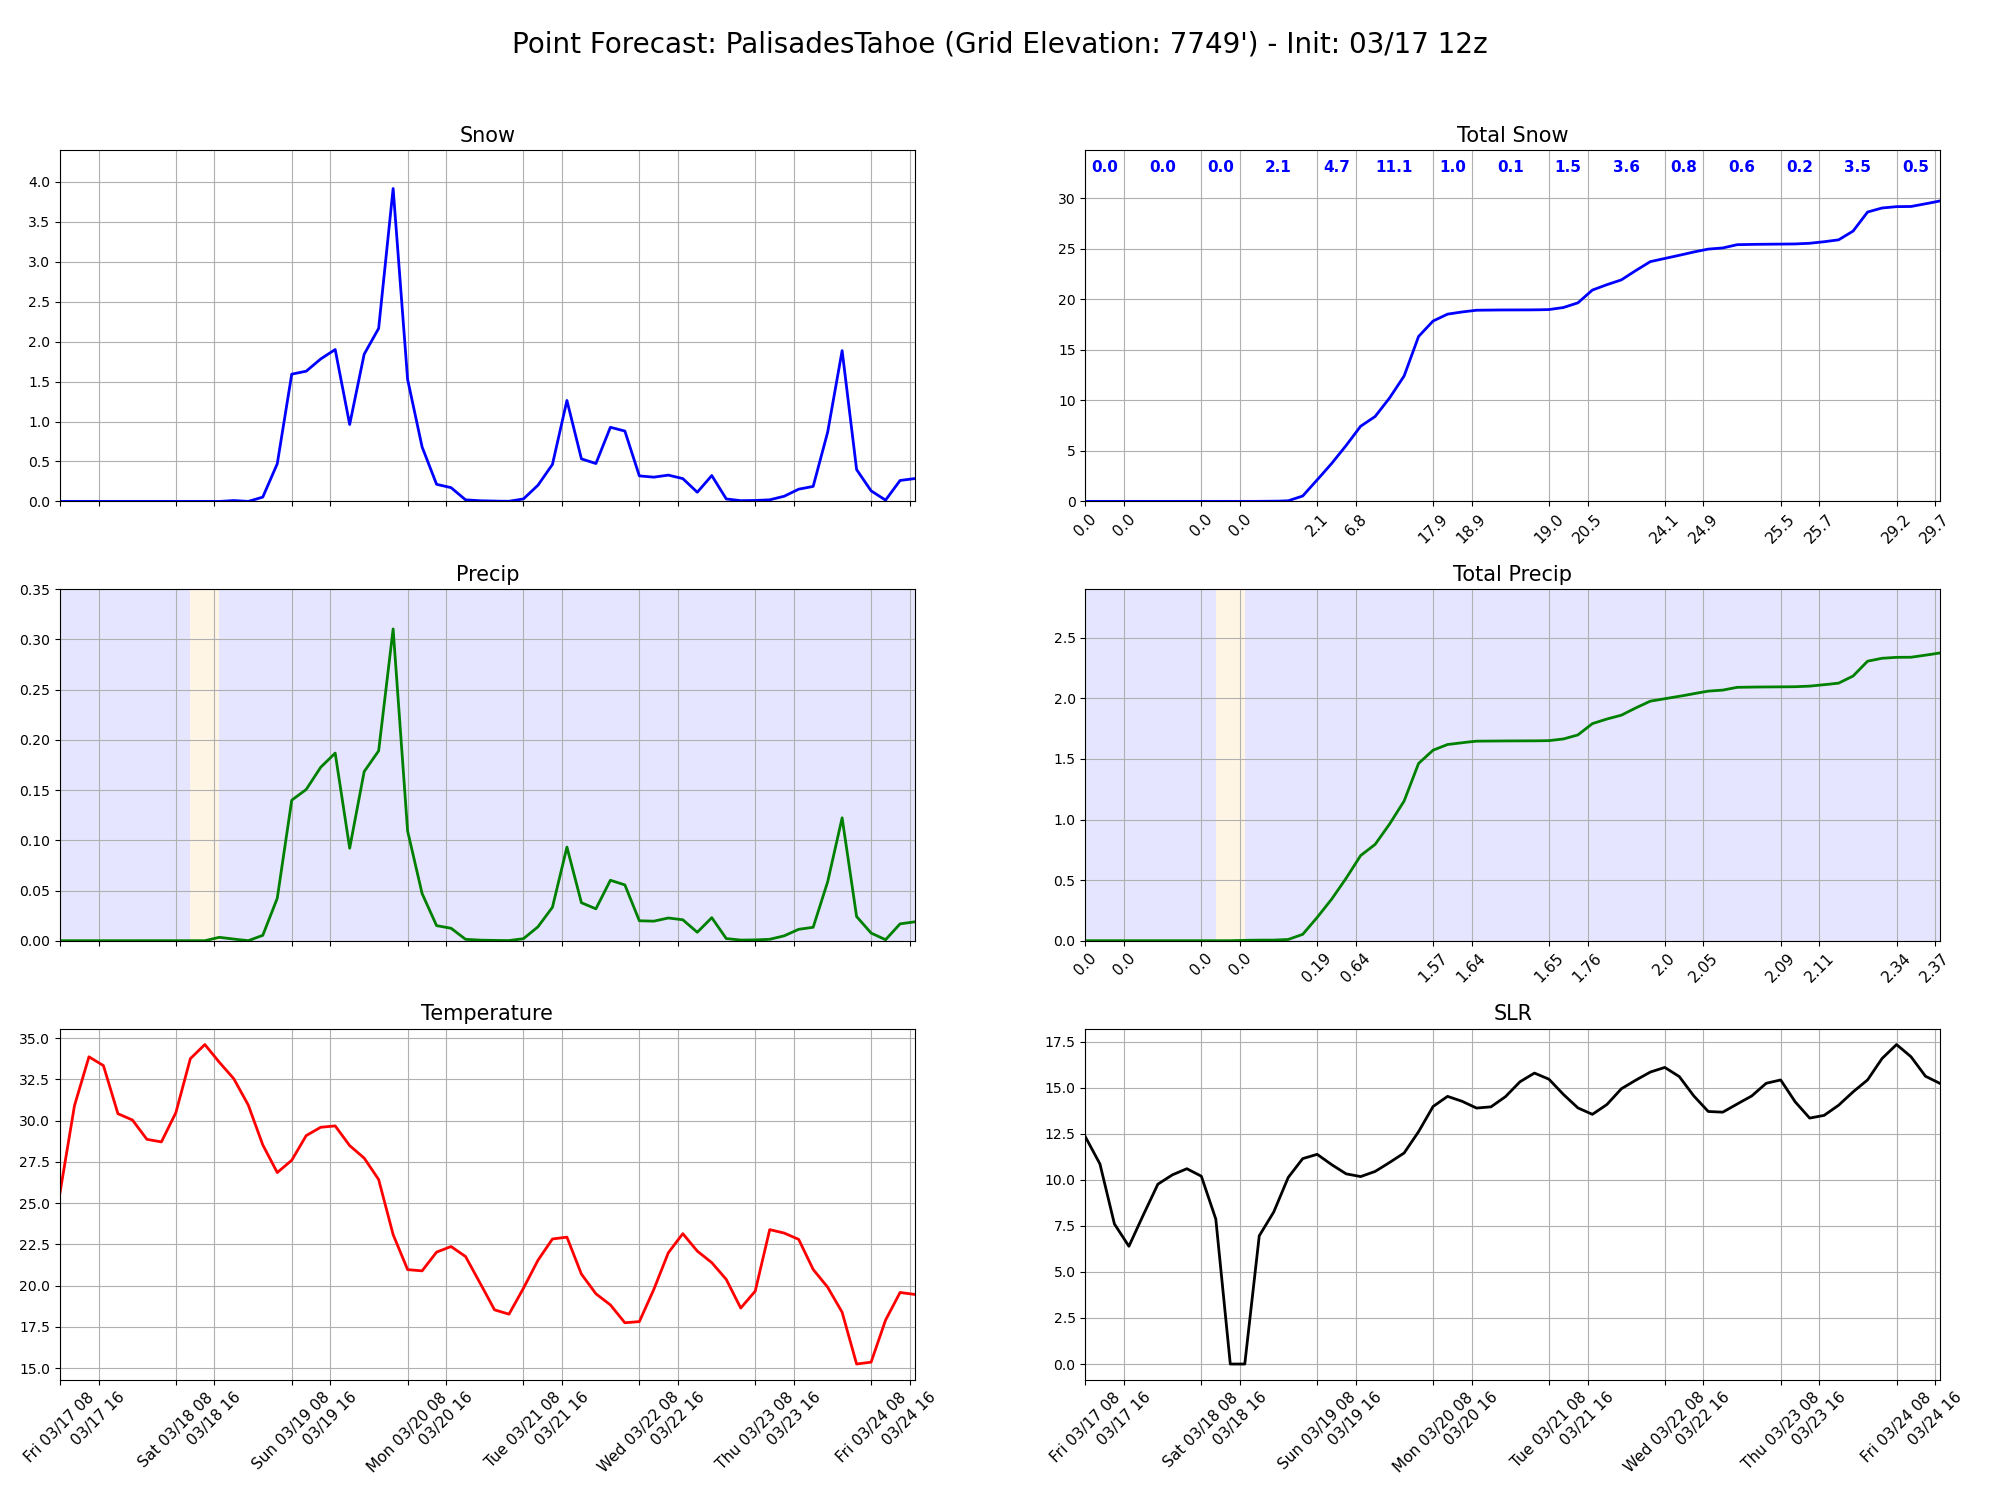 Point Forecast: PalisadesTahoe (Grid Elevation: 7749') - Init: 03/17 12z
Snow
4.0
3.5
3.0
2.5
2.0
1.5
1.0
0.5
0.0
Total Snow
0.0 0.0 0.0 2.1 4.7 11.1 1.0 0.1 1.5 3.6 0.8 0.6 0.2 3.5 0.5
30
25
20
15
10
5
0
0.0 0.0 0.0 0.0 2.1 6.8 17.9 18.9 19.0 20.5 24.1 24.9 25.5 25.7 29.2 29.7
Precip
0.35
0.30
0.25
0.20
0.15
0.10
0.05
0.00
Total Precip
2.5
2.0
1.5
1.0
0.5
0.0
0.0 0.0 0.0 0.0 0.19 0.64 1.57 1.64 1.65 1.76 2.0 2.05 2.09 2.11 2.34 2.37
Temperature
35.0
32.5
30.0
27.5
25.0
22.5
20.0
17.5
15.0
Fri 03/17 08
03/17 16
Sat 03/18 08
03/18 16
Sun 03/19 08
03/19 16
Mon 03/20 08
03/20 16
Tue 03/21 08
03/21 16
Wed 03/22 08
03/22 16
Thu 03/23 08
03/23 16
Fri 03/24 08
03/24 16
SLR
17.5
15.0
12.5
10.0
7.5
5.0
2.5
0.0
Fri 03/17 08
03/17 16
Sat 03/18 08
03/18 16
Sun 03/19 08
03/19 16
Mon 03/20 08
03/20 16
Tue 03/21 08
03/21 16
Wed 03/22 08
03/22 16
Thu 03/23 08
03/23 16
Fri 03/24 08
03/24 16